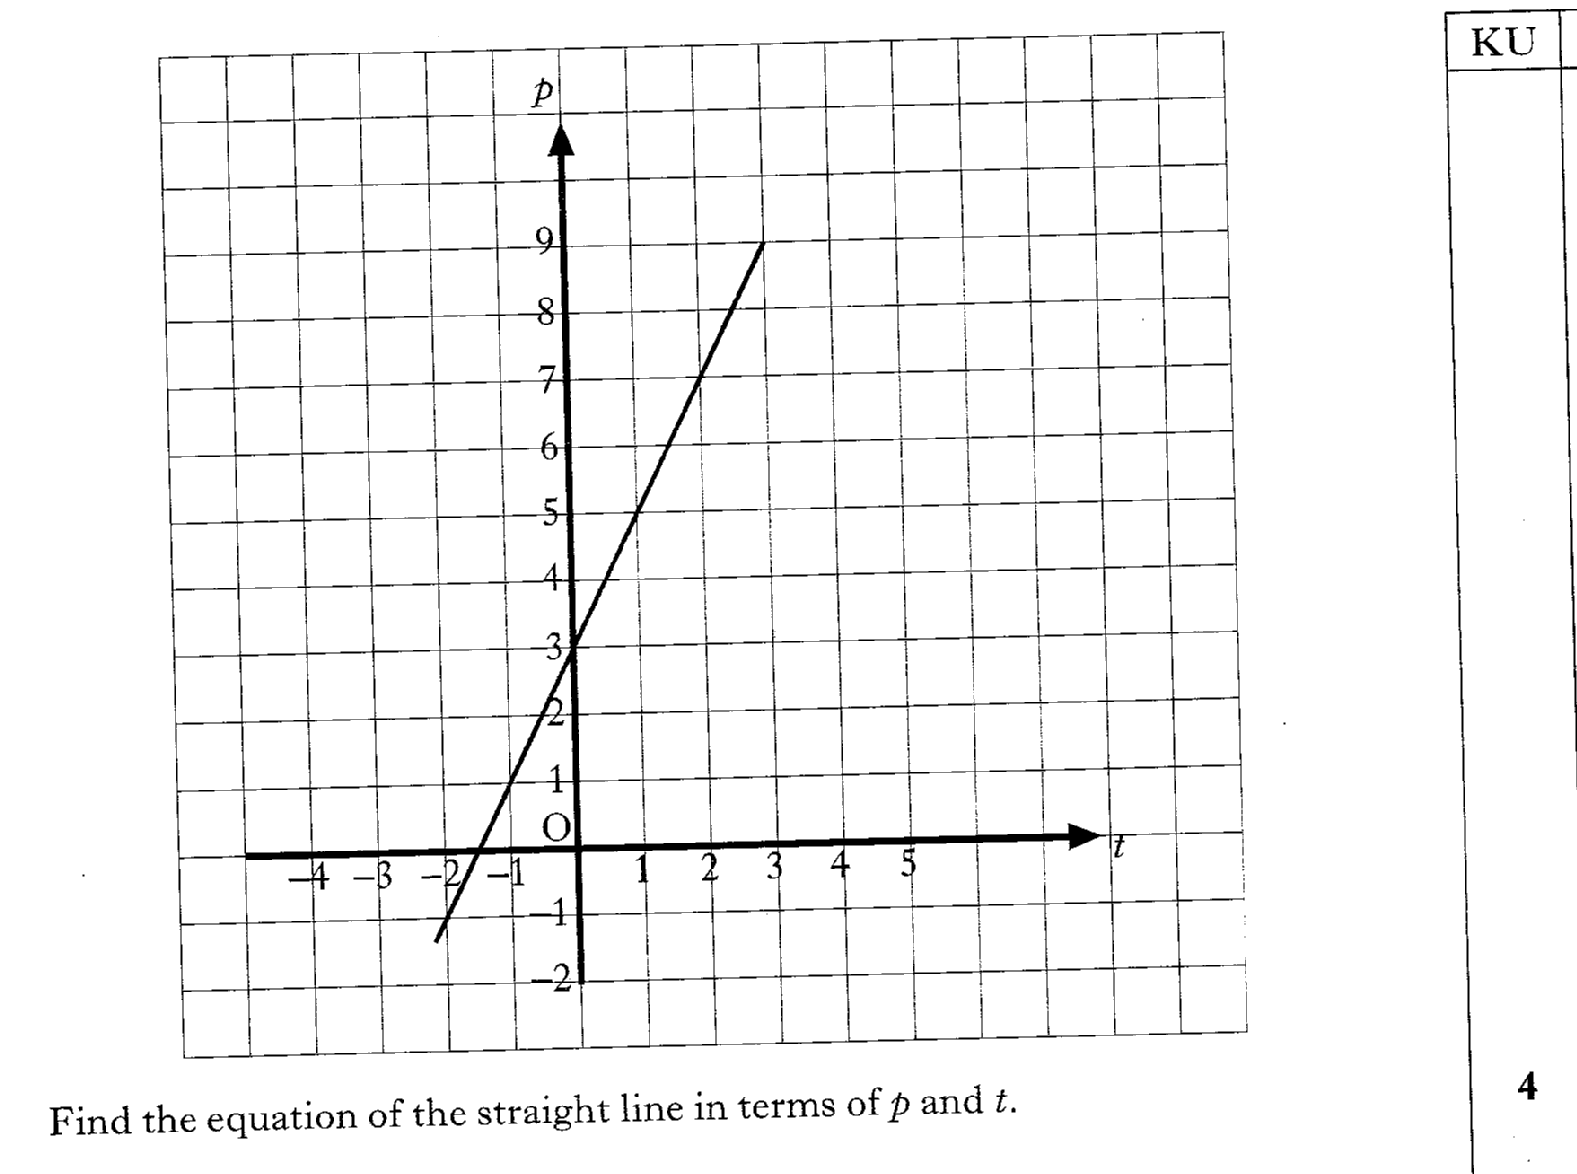 KU
p
9
8
7
6
5
4
3
2
1
O
–4 –3 –2 –1 1 2 3 4 5 t
–1
–2
4
Find the equation of the straight line in terms of p and t.